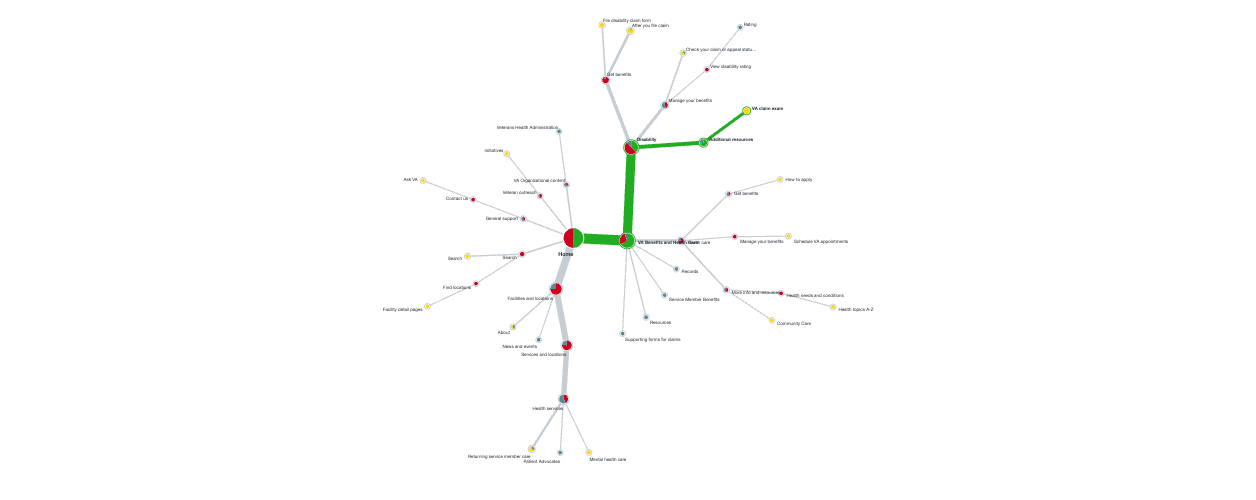 File disability claim form
After you file claim
Rating
Check your claim or appeal statu...
View disability rating
Get benefits
Manage your benefits
VA claim exam
Veterans Health Administration
Disability
Additional resources
Initiatives
Ask VA
VA Organizational content
How to apply
Veteran outreach
Get benefits
Contact us
General support
VA Benefits and Health Care
Manage your benefits
Schedule VA appointments
Home
Search
Search
Records
Find locations
More info and resources
Health needs and conditions
Facilities and locations
Service Member Benefits
Facility detail pages
Health topics A-Z
Resources
Community Care
About
Supporting forms for claims
News and events
Services and locations
Health services
Returning service member care
Patient Advocates
Mental health care